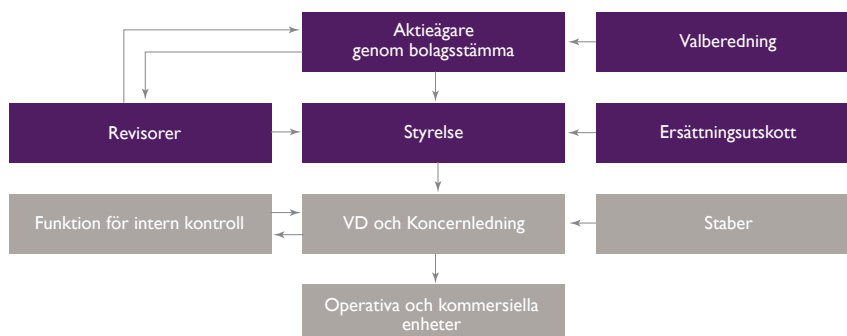 Aktieägare
genom bolagsstämma
Valberedning
Revisorer
Styrelse
Ersättningsutskott
Funktion för intern kontroll
VD och Koncernledning
Staber
Operativa och kommersiella
enheter